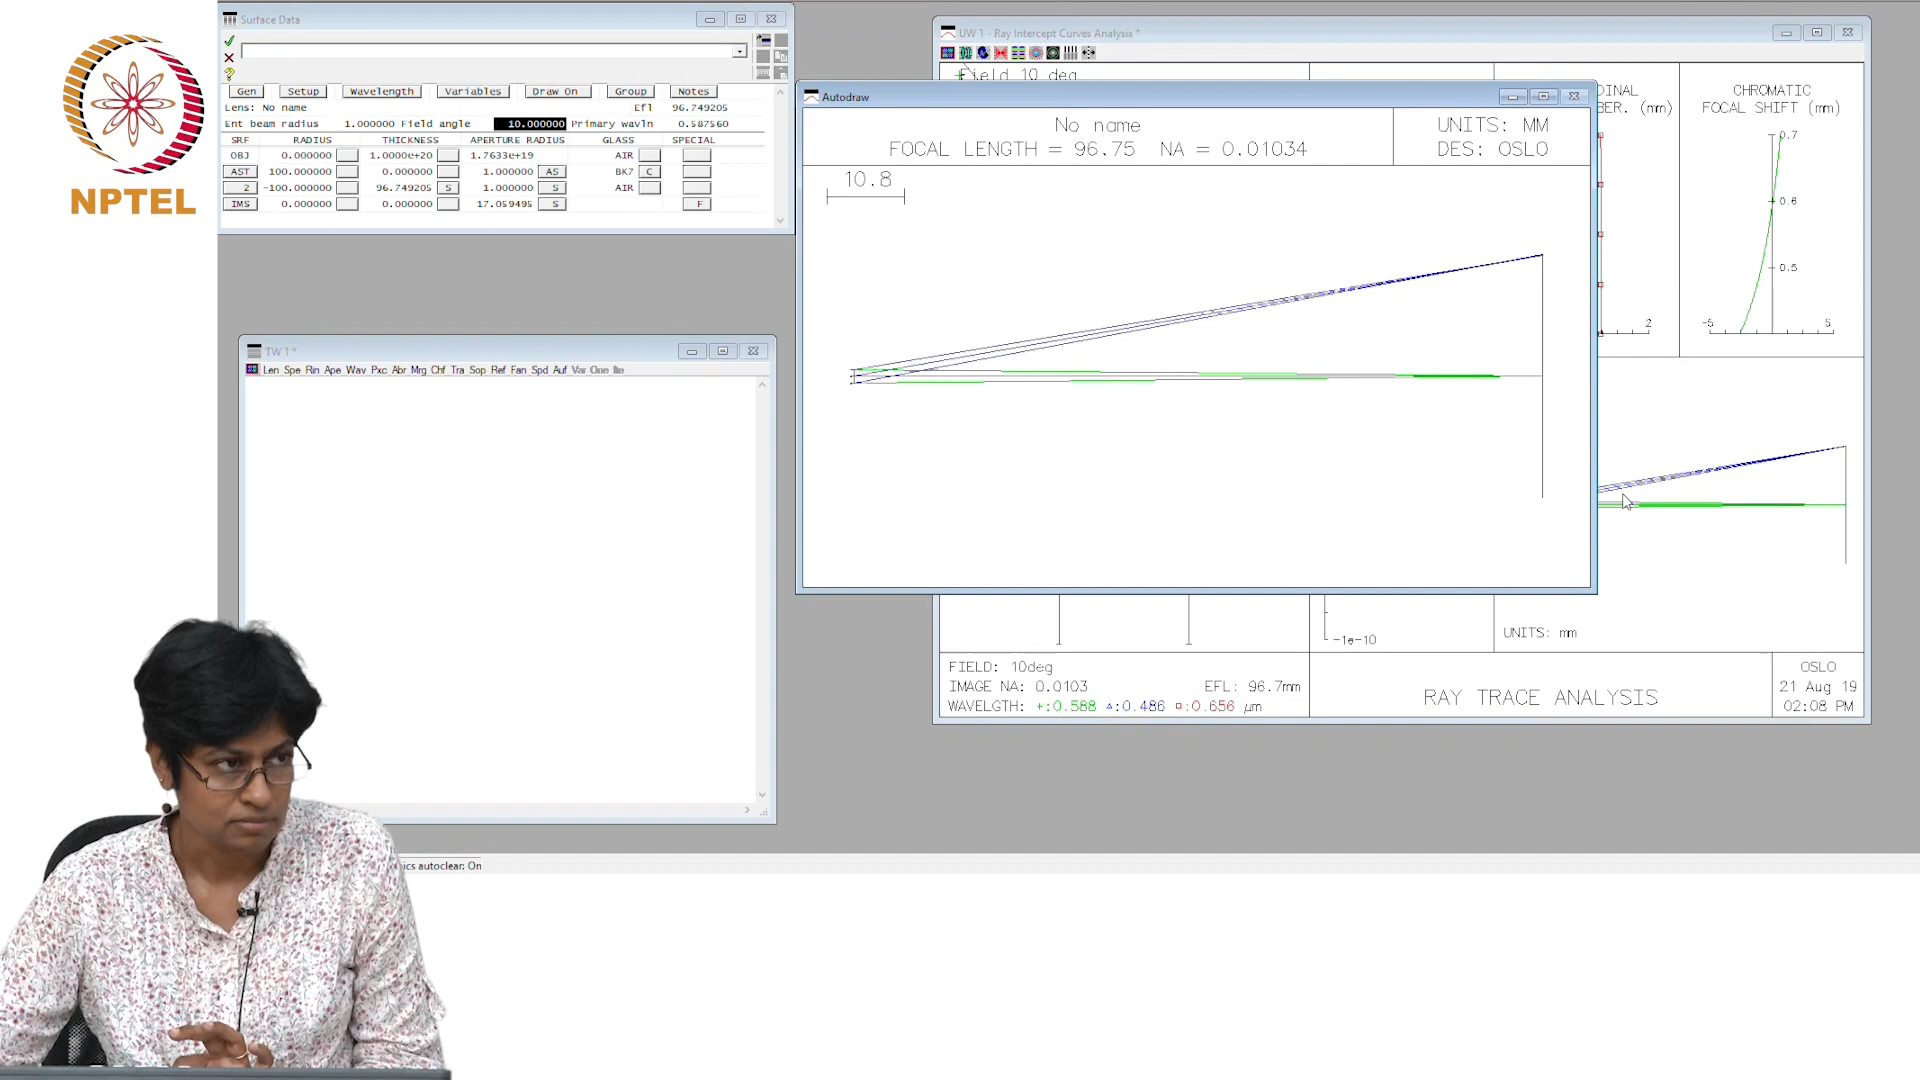 NPTEL
Surface Data
Gen Setup Wavelength Variables Draw On Group Notes
Lens: No name Efl 96.749205
Ent beam radius 1.000000 Field angle 10.000000 Primary wavln 0.587560
SRF RADIUS THICKNESS APERTURE RADIUS GLASS SPECIAL
OBJ 0.000000 1.0000e+20 1.7633e+19 AIR
AST 100.000000 0.000000 1.000000 AS BK7 C
2 -100.000000 96.749205 S 1.000000 S AIR
IMS 0.000000 0.000000 17.059495 S F
TW 1 *
Len Spe Rin Ape Wav Pxc Abr Mrg Chf Tra Sop Ref Fan Spd Auf Var Ope Ite
UW 1 - Ray Intercept Curves Analysis *
Field 10 deg
DINAL
BER. (mm)
CHROMATIC
FOCAL SHIFT (mm)
0.7
0.6
0.5
2
-5
5
Autodraw
No name
FOCAL LENGTH = 96.75 NA = 0.01034
UNITS: MM
DES: OSLO
10.8
-1e-10
UNITS: mm
FIELD: 10deg
IMAGE NA: 0.0103 EFL: 96.7mm
WAVELGTH: +:0.588 △:0.486 □:0.656 µm
RAY TRACE ANALYSIS
OSLO
21 Aug 19
02:08 PM
ics autoclear: On